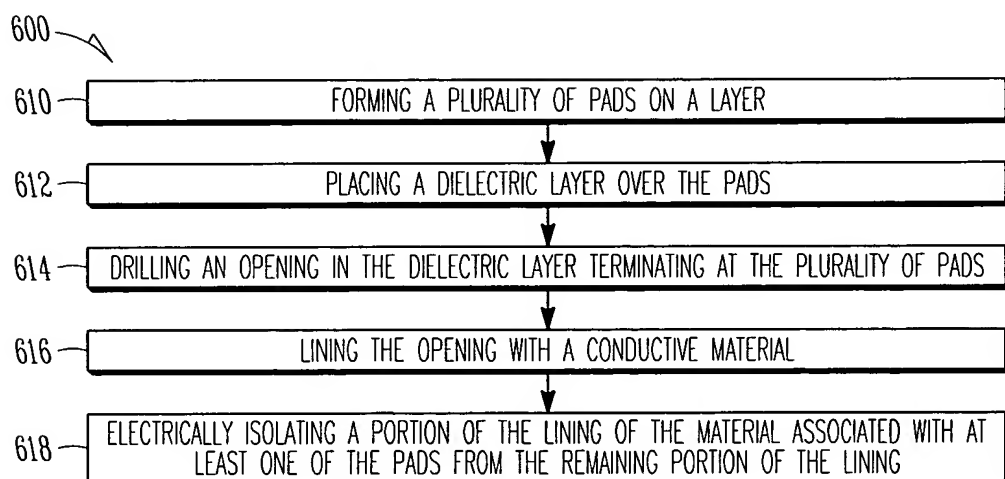 600
610
FORMING A PLURALITY OF PADS ON A LAYER
612
PLACING A DIELECTRIC LAYER OVER THE PADS
614
DRILLING AN OPENING IN THE DIELECTRIC LAYER TERMINATING AT THE PLURALITY OF PADS
616
LINING THE OPENING WITH A CONDUCTIVE MATERIAL
618
ELECTRICALLY ISOLATING A PORTION OF THE LINING OF THE MATERIAL ASSOCIATED WITH AT
LEAST ONE OF THE PADS FROM THE REMAINING PORTION OF THE LINING